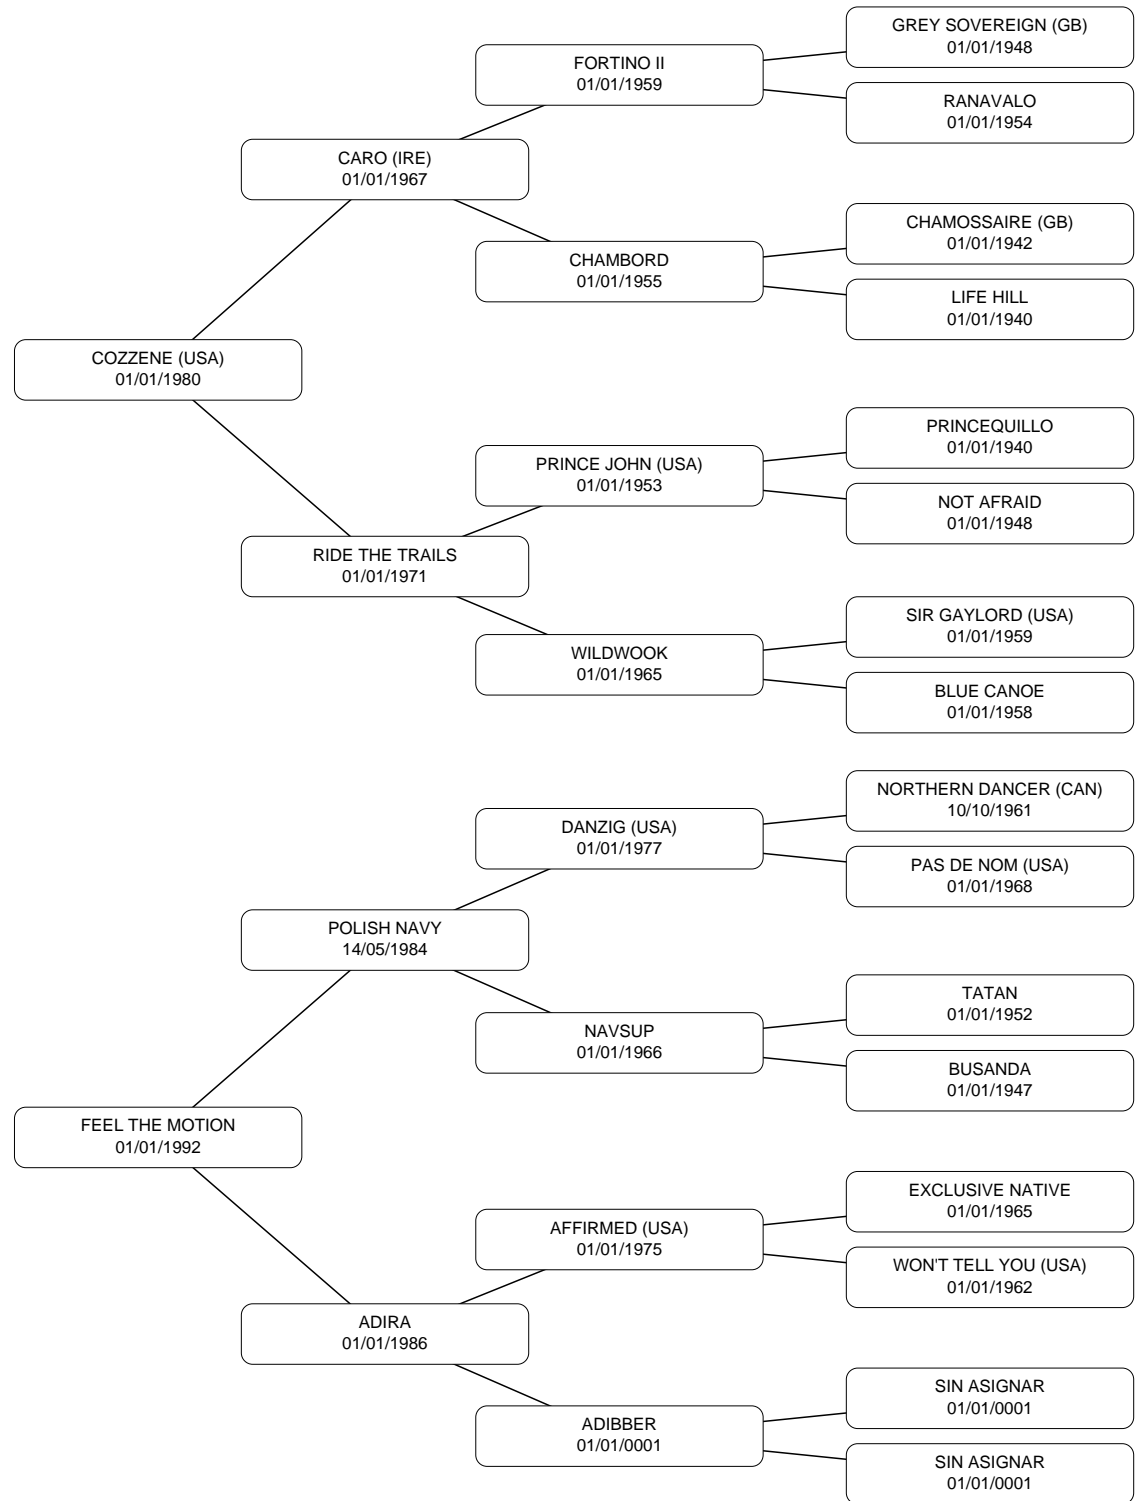 GREY SOVEREIGN (GB)
01/01/1948
FORTINO II
01/01/1959
RANAVALO
01/01/1954
CARO (IRE)
01/01/1967
CHAMOSSAIRE (GB)
01/01/1942
CHAMBORD
01/01/1955
LIFE HILL
01/01/1940
COZZENE (USA)
01/01/1980
PRINCEQUILLO
01/01/1940
PRINCE JOHN (USA)
01/01/1953
NOT AFRAID
01/01/1948
RIDE THE TRAILS
01/01/1971
SIR GAYLORD (USA)
01/01/1959
WILDWOOK
01/01/1965
BLUE CANOE
01/01/1958
NORTHERN DANCER (CAN)
10/10/1961
DANZIG (USA)
01/01/1977
PAS DE NOM (USA)
01/01/1968
POLISH NAVY
14/05/1984
TATAN
01/01/1952
NAVSUP
01/01/1966
BUSANDA
01/01/1947
FEEL THE MOTION
01/01/1992
EXCLUSIVE NATIVE
01/01/1965
AFFIRMED (USA)
01/01/1975
WON'T TELL YOU (USA)
01/01/1962
ADIRA
01/01/1986
SIN ASIGNAR
01/01/0001
ADIBBER
01/01/0001
SIN ASIGNAR
01/01/0001